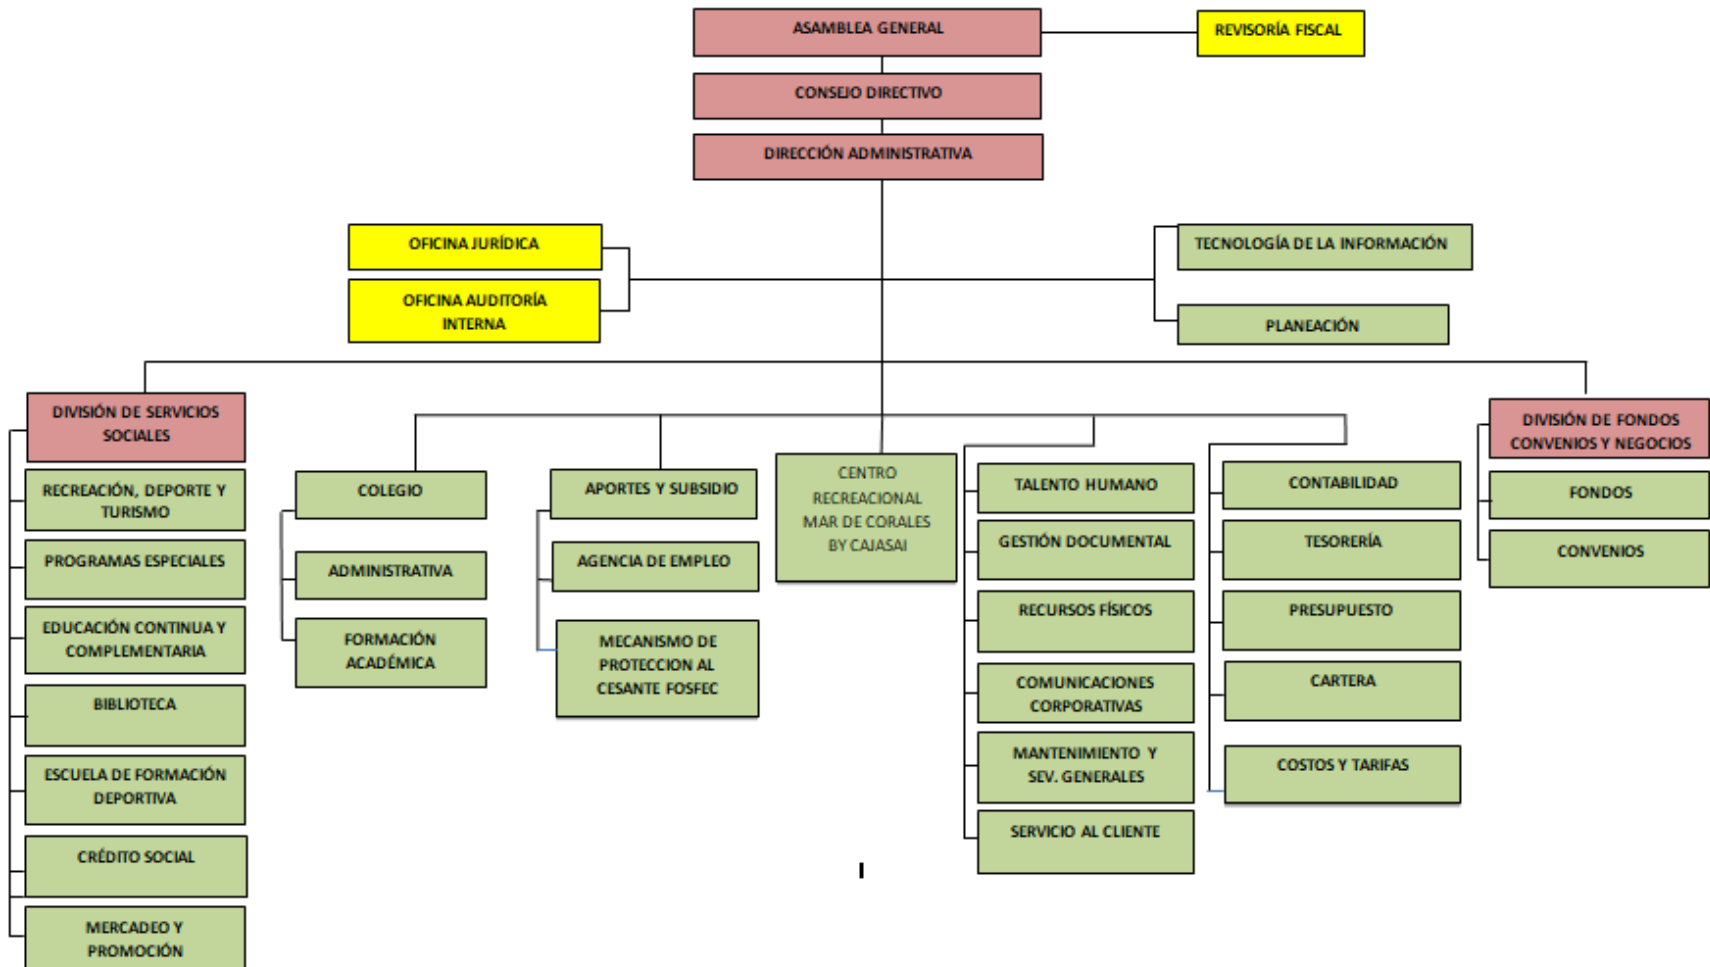 ASAMBLEA GENERAL
REVISORÍA FISCAL
CONSEJO DIRECTIVO
DIRECCIÓN ADMINISTRATIVA
OFICINA JURÍDICA
OFICINA AUDITORÍA
INTERNA
TECNOLOGÍA DE LA INFORMACIÓN
PLANEACIÓN
DIVISIÓN DE SERVICIOS
SOCIALES
RECREACIÓN, DEPORTE Y
TURISMO
PROGRAMAS ESPECIALES
EDUCACIÓN CONTINUA Y
COMPLEMENTARIA
BIBLIOTECA
ESCUELA DE FORMACIÓN
DEPORTIVA
CRÉDITO SOCIAL
MERCADEO Y
PROMOCIÓN
COLEGIO
ADMINISTRATIVA
FORMACIÓN
ACADÉMICA
APORTES Y SUBSIDIO
AGENCIA DE EMPLEO
MECANISMO DE
PROTECCION AL
CESANTE FOSFEC
CENTRO
RECREACIONAL
MAR DE CORALES
BY CAJASAI
TALENTO HUMANO
GESTIÓN DOCUMENTAL
RECURSOS FÍSICOS
COMUNICACIONES
CORPORATIVAS
MANTENIMIENTO Y
SEV. GENERALES
SERVICIO AL CLIENTE
CONTABILIDAD
TESORERÍA
PRESUPUESTO
CARTERA
COSTOS Y TARIFAS
DIVISIÓN DE FONDOS
CONVENIOS Y NEGOCIOS
FONDOS
CONVENIOS